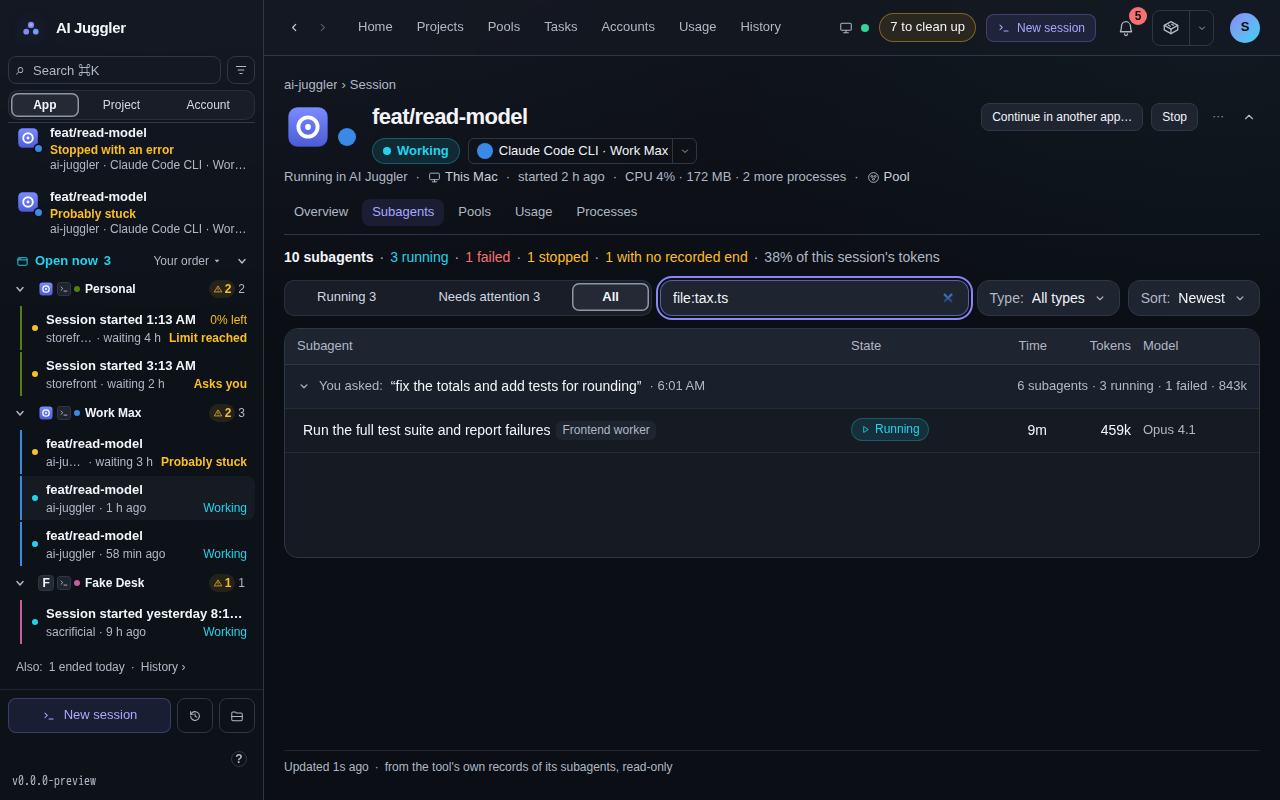 AI Juggler
Search ⌘K
App Project Account
feat/read-model
Stopped with an error
ai-juggler · Claude Code CLI · Wor…
feat/read-model
Probably stuck
ai-juggler · Claude Code CLI · Wor…
Open now 3 Your order
Personal 2 2
Session started 1:13 AM 0% left
storefr… · waiting 4 h Limit reached
Session started 3:13 AM
storefront · waiting 2 h Asks you
Work Max 2 3
feat/read-model
ai-ju… · waiting 3 h Probably stuck
feat/read-model
ai-juggler · 1 h ago Working
feat/read-model
ai-juggler · 58 min ago Working
F Fake Desk 1 1
Session started yesterday 8:1…
sacrificial · 9 h ago Working
Also: 1 ended today · History ›
New session
?
v0.0.0-preview
Home Projects Pools Tasks Accounts Usage History
7 to clean up
New session
5
S
ai-juggler › Session
feat/read-model
Continue in another app… Stop ⋯
Working Claude Code CLI · Work Max
Running in AI Juggler · This Mac · started 2 h ago · CPU 4% · 172 MB · 2 more processes · Pool
Overview Subagents Pools Usage Processes
10 subagents · 3 running · 1 failed · 1 stopped · 1 with no recorded end · 38% of this session's tokens
Running 3 Needs attention 3 All
file:tax.ts
Type: All types
Sort: Newest
Subagent State Time Tokens Model
You asked: “fix the totals and add tests for rounding” · 6:01 AM 6 subagents · 3 running · 1 failed · 843k
Run the full test suite and report failures Frontend worker Running 9m 459k Opus 4.1
Updated 1s ago · from the tool's own records of its subagents, read-only